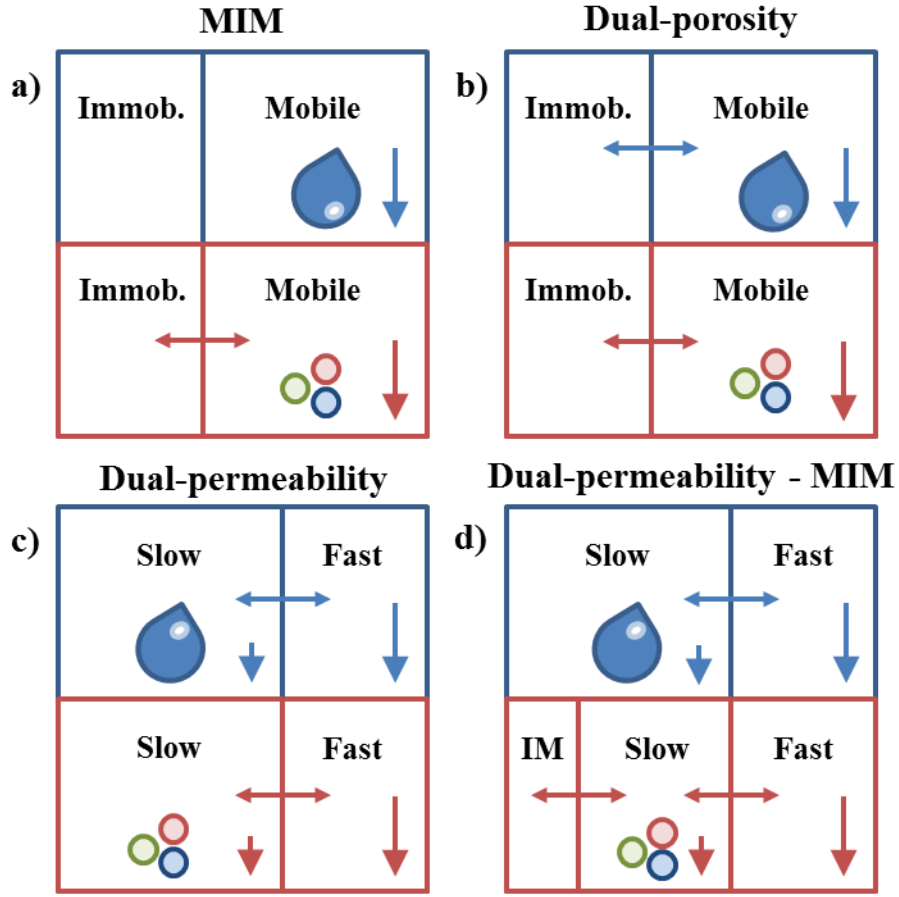 MIM
Dual-porosity
a)
Immob.
Mobile
b)
Immob.
Mobile
Immob.
Mobile
Immob.
Mobile
Dual-permeability
Dual-permeability - MIM
c)
Slow
Fast
d)
Slow
Fast
Slow
Fast
IM
Slow
Fast